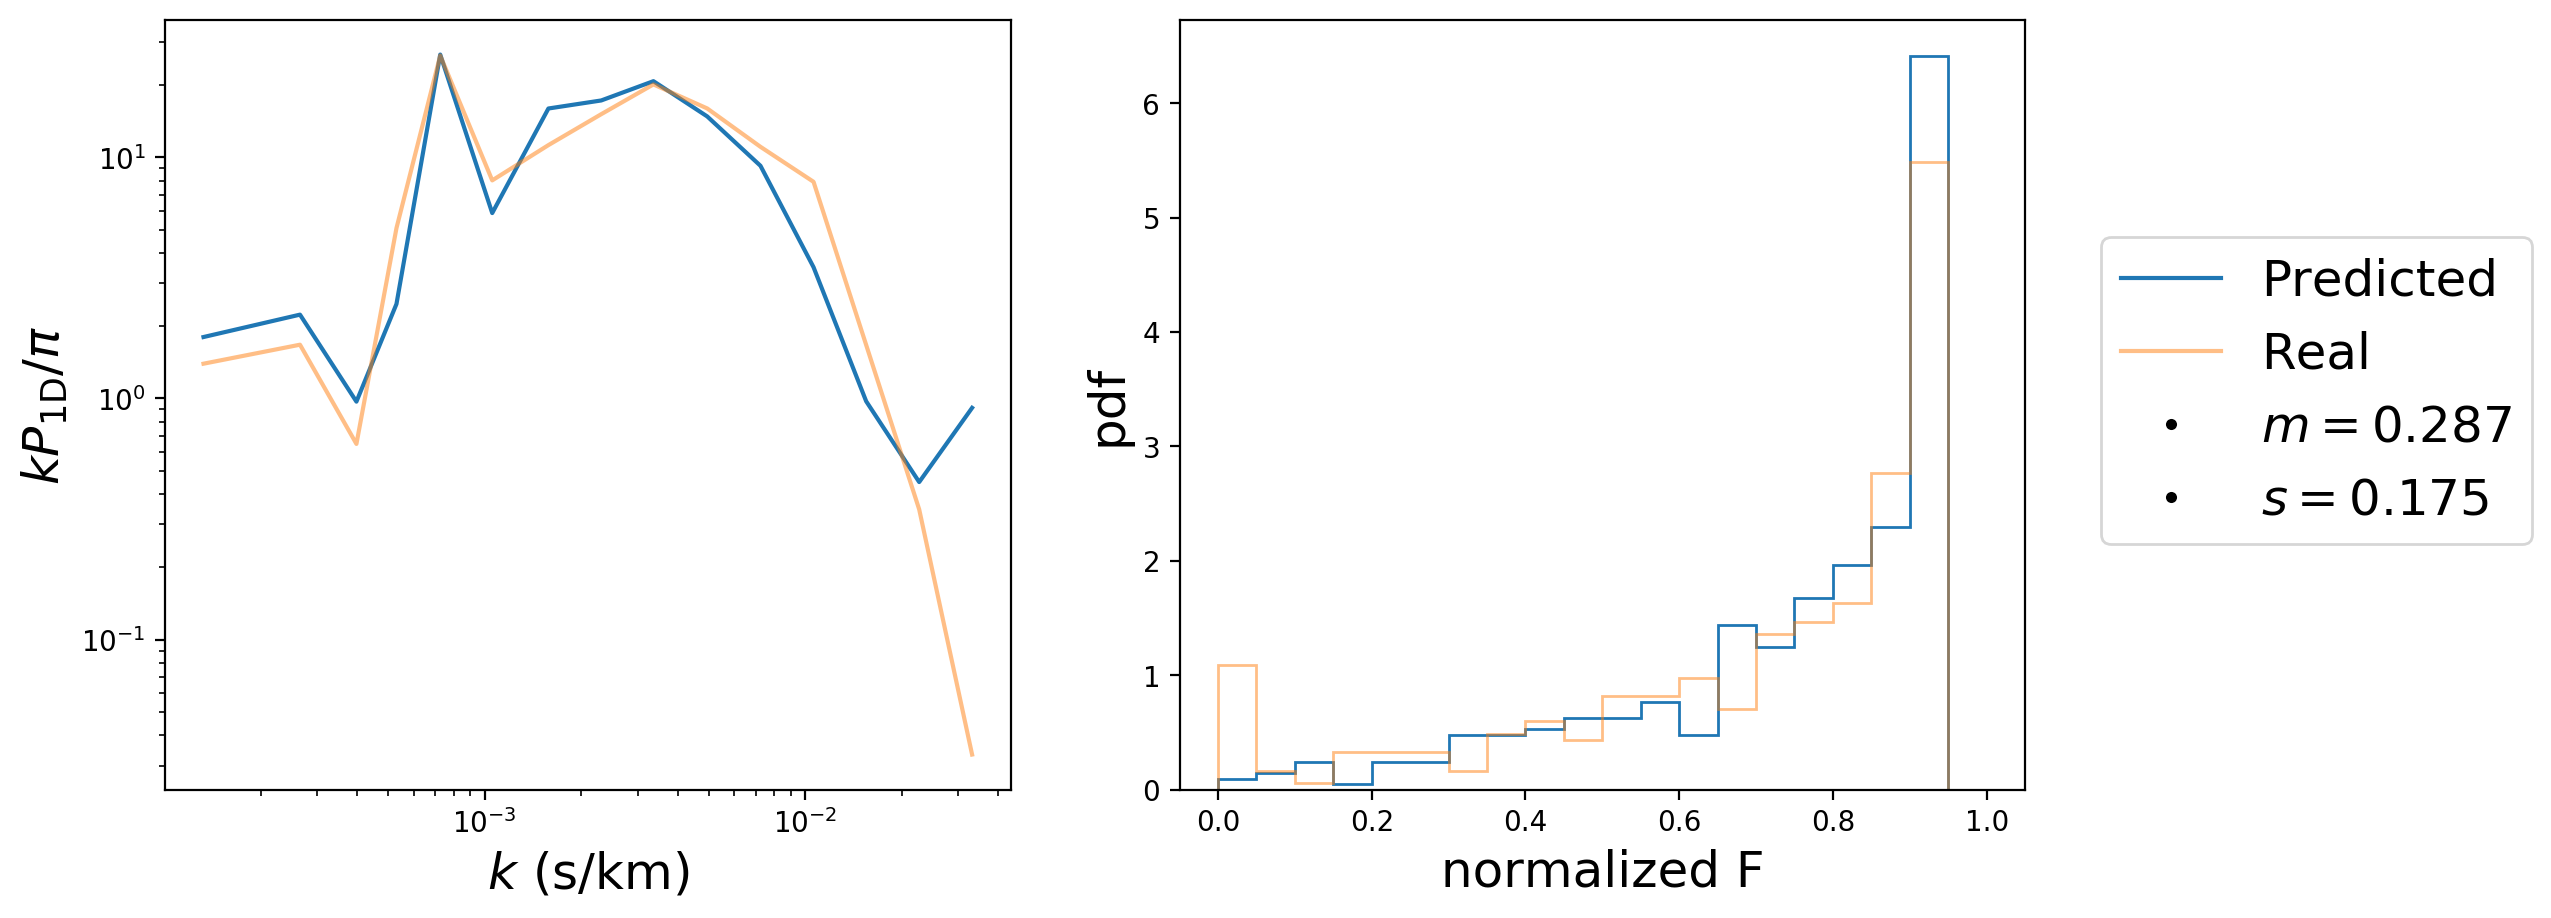 kP_{1D}/π
10^1
10^0
10^{-1}
10^{-3}
10^{-2}
k (s/km)
pdf
6
5
4
3
2
1
0
0.0
0.2
0.4
0.6
0.8
1.0
normalized F
Predicted
Real
m = 0.287
s = 0.175